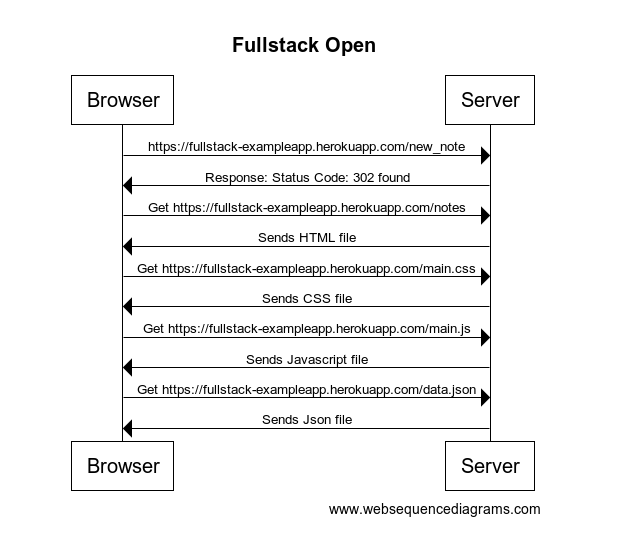 Fullstack Open
Browser
Server
https://fullstack-exampleapp.herokuapp.com/new_note
Response: Status Code: 302 found
Get https://fullstack-exampleapp.herokuapp.com/notes
Sends HTML file
Get https://fullstack-exampleapp.herokuapp.com/main.css
Sends CSS file
Get https://fullstack-exampleapp.herokuapp.com/main.js
Sends Javascript file
Get https://fullstack-exampleapp.herokuapp.com/data.json
Sends Json file
Browser
Server
www.websequencediagrams.com